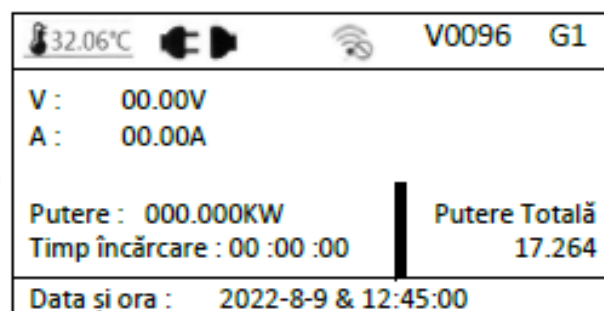 32.06°C V0096 G1
V : 00.00V
A : 00.00A
Putere : 000.000KW
Timp încărcare : 00 :00 :00
Putere Totală
17.264
Data și ora : 2022-8-9 & 12:45:00